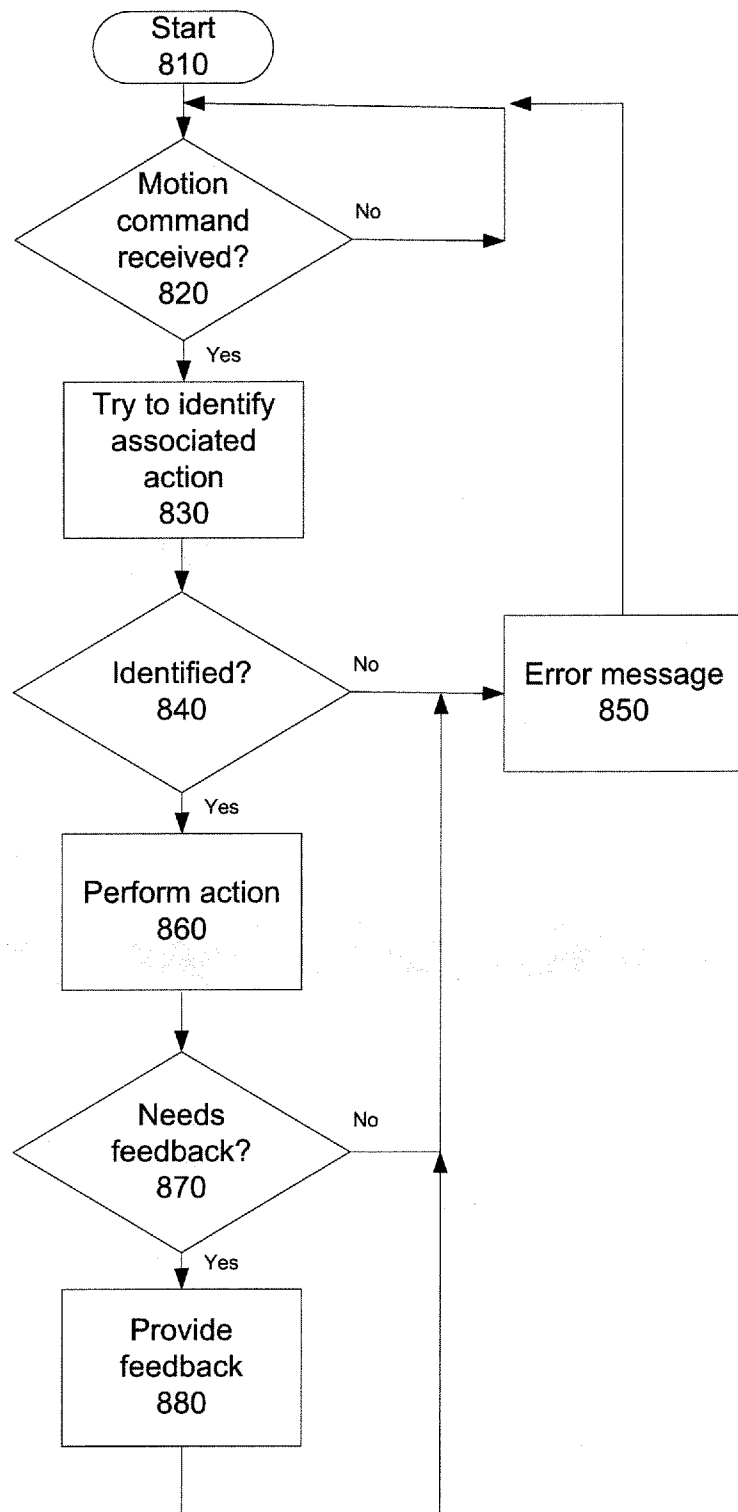 Start
810
Motion
command
received?
820
No
Yes
Try to identify
associated
action
830
Identified?
840
No
Error message
850
Yes
Perform action
860
Needs
feedback?
870
No
Yes
Provide
feedback
880